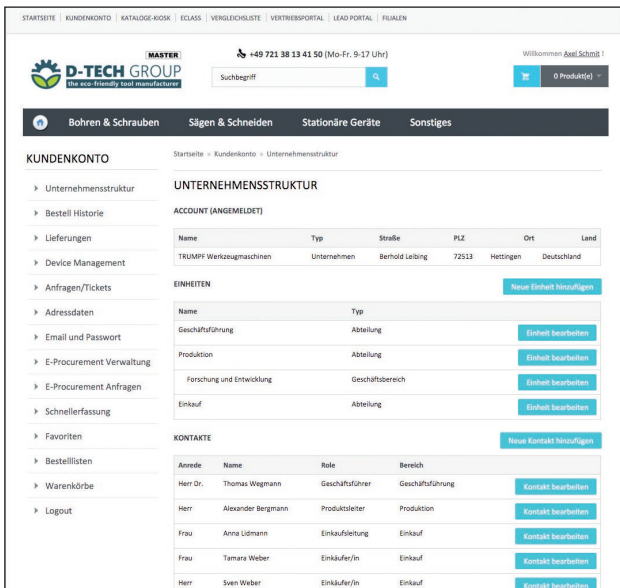 STARTSEITE | KUNDENKONTO | KATALOGE-KIOSK | ECLASS | VERGLEICHSLISTE | VERTRIEBSPORTAL | LEAD PORTAL | FILIALEN
MASTER
D-TECH GROUP
the eco-friendly tool manufacturer
+49 721 38 13 41 50 (Mo-Fr. 9-17 Uhr)
Suchbegriff
Willkommen Axel Schmit !
0 Produkt(e)
Bohren & Schrauben Sägen & Schneiden Stationäre Geräte Sonstiges
KUNDENKONTO
Unternehmensstruktur
Bestell Historie
Lieferungen
Device Management
Anfragen/Tickets
Adressdaten
Email und Passwort
E-Procurement Verwaltung
E-Procurement Anfragen
Schnellerfassung
Favoriten
Bestelllisten
Warenkörbe
Logout
Startseite » Kundenkonto » Unternehmensstruktur
UNTERNEHMENSSTRUKTUR
ACCOUNT (ANGEMELDET)
Name Typ Straße PLZ Ort Land
TRUMPF Werkzeugmaschinen Unternehmen Berhold Leibing 72513 Hettingen Deutschland
EINHEITEN Neue Einheit hinzufügen
Name Typ
Geschäftsführung Abteilung Einheit bearbeiten
Produktion Abteilung Einheit bearbeiten
Forschung und Entwicklung Geschäftsbereich Einheit bearbeiten
Einkauf Abteilung Einheit bearbeiten
KONTAKTE Neue Kontakt hinzufügen
Anrede Name Role Bereich
Herr Dr. Thomas Wegmann Geschäftsführer Geschäftsführung Kontakt bearbeiten
Herr Alexander Bergmann Produktsleiter Produktion Kontakt bearbeiten
Frau Anna Lidmann Einkaufsleitung Einkauf Kontakt bearbeiten
Frau Tamara Weber Einkäufer/in Einkauf Kontakt bearbeiten
Herr Sven Weber Einkäufer/in Einkauf Kontakt bearbeiten